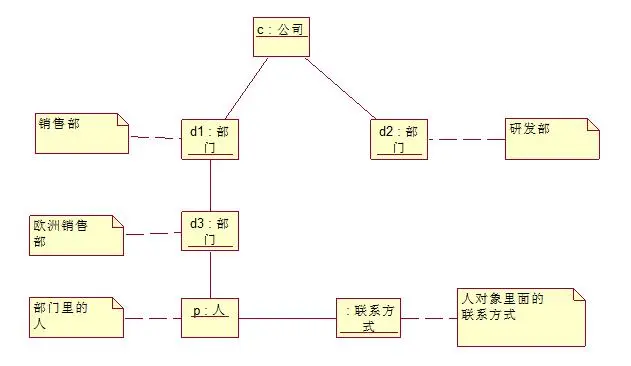 c : 公司
销售部
d1 : 部
门
d2 : 部
门
研发部
欧洲销售
部
d3 : 部
门
部门里的
人
p : 人
: 联系方
式
人对象里面的
联系方式